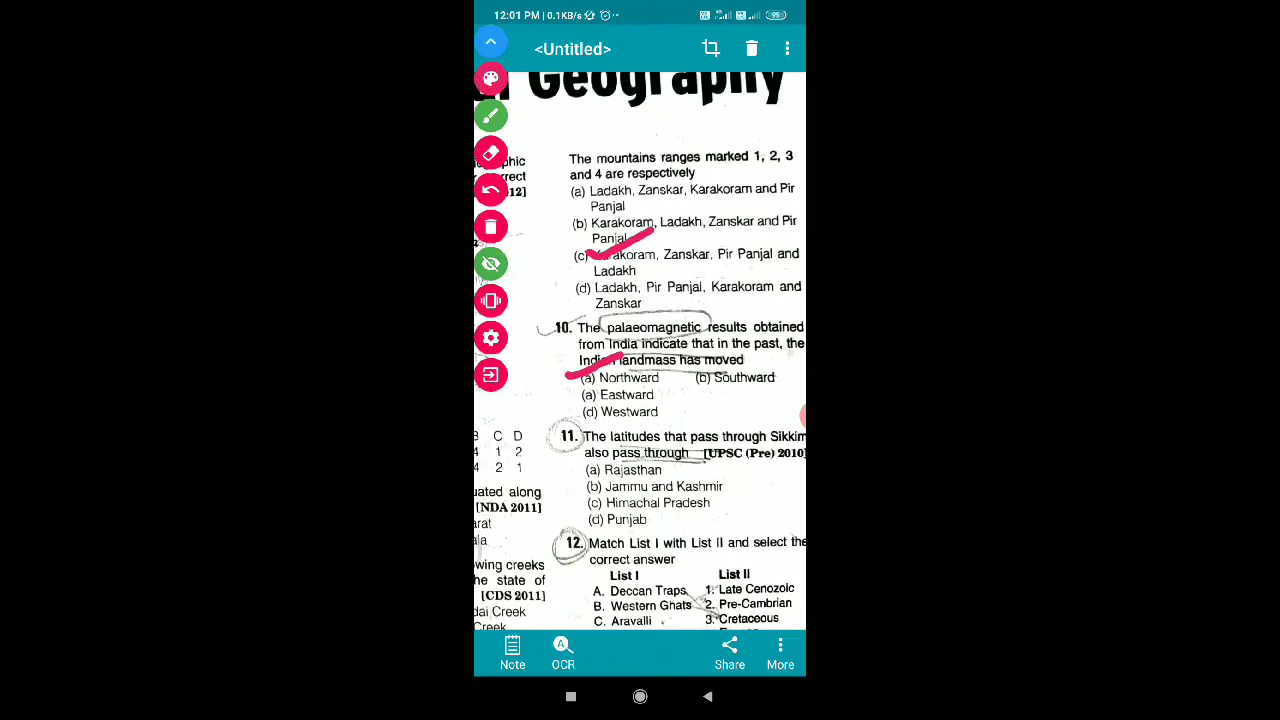 12:01 PM | 0.1KB/s
95
<Untitled>
Geography
phic
rrect
12]
The mountains ranges marked 1, 2, 3
and 4 are respectively
(a) Ladakh, Zanskar, Karakoram and Pir
Panjal
(b) Karakoram, Ladakh, Zanskar and Pir
Panjal
(c) Karakoram, Zanskar, Pir Panjal and
Ladakh
(d) Ladakh, Pir Panjal, Karakoram and
Zanskar
10. The palaeomagnetic results obtained
from India indicate that in the past, the
Indian landmass has moved
(a) Northward (b) Southward
(a) Eastward
(d) Westward
B C D
4 1 2
4 2 1
uated along
[NDA 2011]
arat
ala
wing creeks
he state of
[CDS 2011]
dai Creek
Creek
11. The latitudes that pass through Sikkim
also pass through [UPSC (Pre) 2010]
(a) Rajasthan
(b) Jammu and Kashmir
(c) Himachal Pradesh
(d) Punjab
12. Match List I with List II and select the
correct answer
List I List II
A. Deccan Traps 1. Late Cenozoic
B. Western Ghats 2. Pre-Cambrian
C. Aravalli 3. Cretaceous
Note
OCR
Share
More